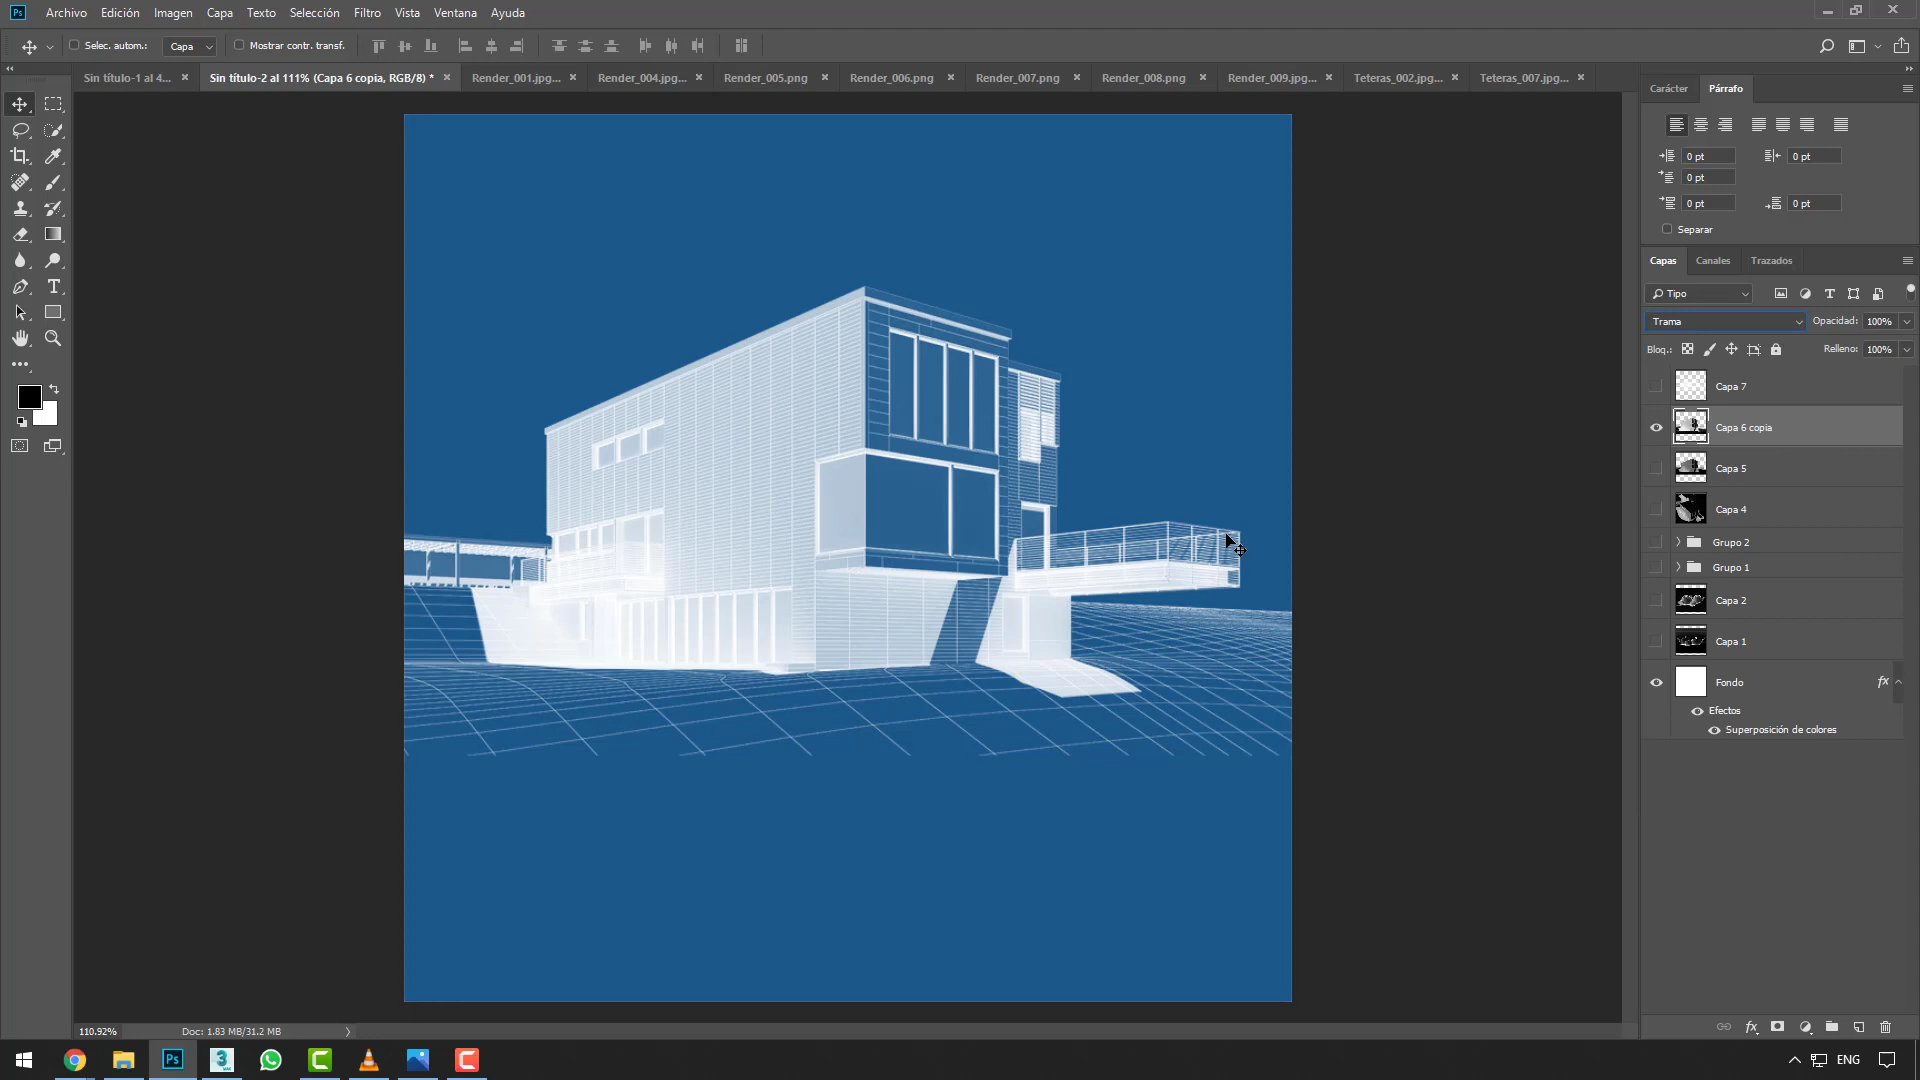 Ps Archivo Edición Imagen Capa Texto Selección Filtro Vista Ventana Ayuda
Selec. autom.: Capa Mostrar contr. transf.
Sin título-1 al 4... Sin título-2 al 111% (Capa 6 copia, RGB/8) * Render_001.jpg... Render_004.jpg... Render_005.png Render_006.png Render_007.png Render_008.png Render_009.jpg... Teteras_002.jpg... Teteras_007.jpg...
Carácter Párrafo
0 pt 0 pt
0 pt
0 pt 0 pt
Separar
Capas Canales Trazados
Tipo
Trama Opacidad: 100%
Bloq.: Relleno: 100%
Capa 7
Capa 6 copia
Capa 5
Capa 4
Grupo 2
Grupo 1
Capa 2
Capa 1
Fondo fx
Efectos
Superposición de colores
110.92% Doc: 1.83 MB/31.2 MB
fx
Ps 3 C C ENG